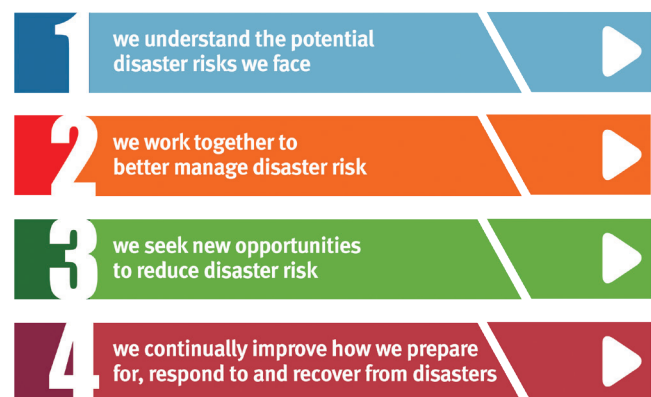 1
we understand the potential
disaster risks we face
2
we work together to
better manage disaster risk
3
we seek new opportunities
to reduce disaster risk
4
we continually improve how we prepare
for, respond to and recover from disasters